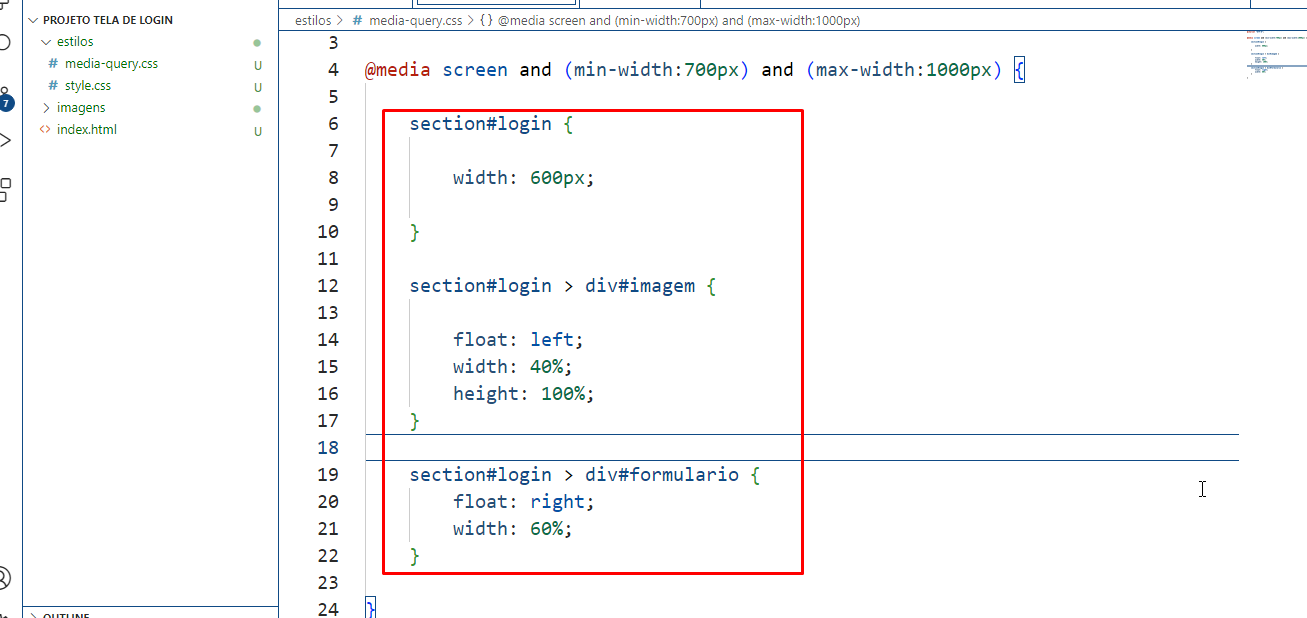 PROJETO TELA DE LOGIN
estilos
# media-query.css U
# style.css U
imagens
<> index.html U
7
OUTLINE
estilos > # media-query.css > {} @media screen and (min-width:700px) and (max-width:1000px)
3
4 @media screen and (min-width:700px) and (max-width:1000px) {
5
6 section#login {
7
8 width: 600px;
9
10 }
11
12 section#login > div#imagem {
13
14 float: left;
15 width: 40%;
16 height: 100%;
17 }
18
19 section#login > div#formulario {
20 float: right;
21 width: 60%;
22 }
23
24 }